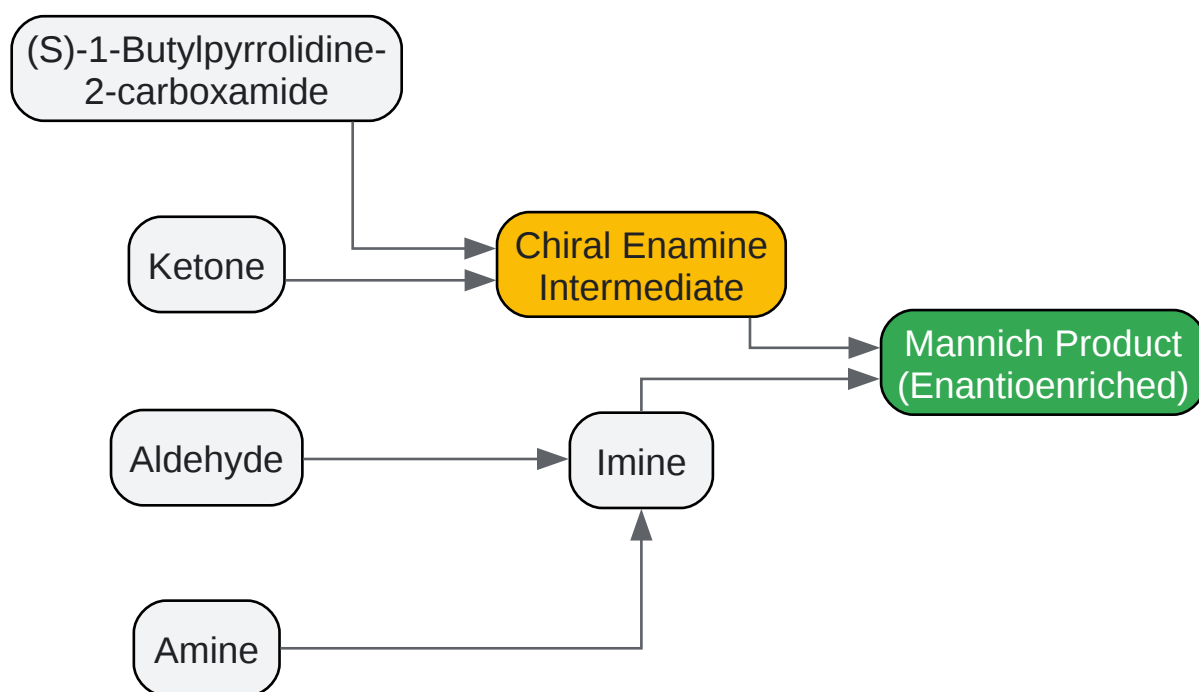 (S)-1-Butylpyrrolidine-
2-carboxamide
Ketone
Chiral Enamine
Intermediate
Mannich Product
(Enantioenriched)
Aldehyde
Imine
Amine